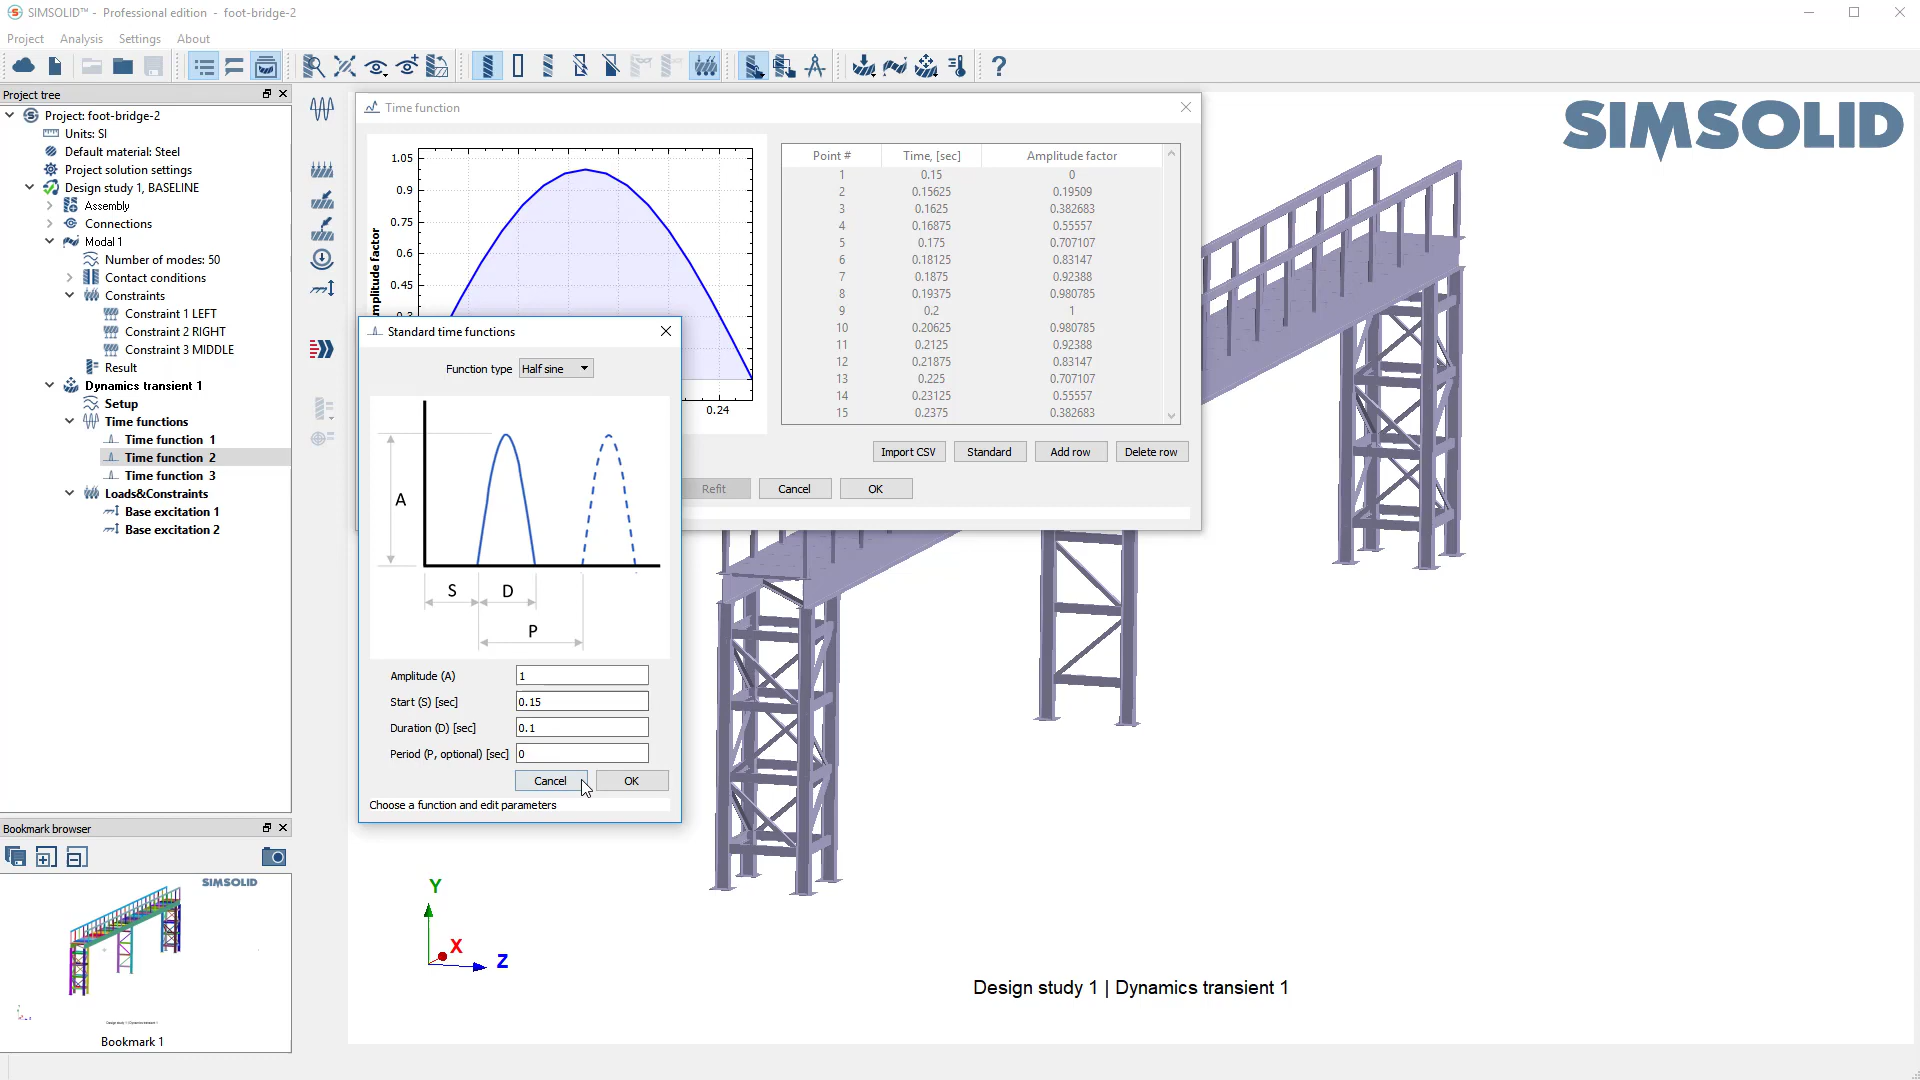 SIMSOLID™ - Professional edition - foot-bridge-2
Project Analysis Settings About
Project tree
Project: foot-bridge-2
Units: SI
Default material: Steel
Project solution settings
Design study 1, BASELINE
Assembly
Connections
Modal 1
Number of modes: 50
Contact conditions
Constraints
Constraint 1 LEFT
Constraint 2 RIGHT
Constraint 3 MIDDLE
Result
Dynamics transient 1
Setup
Time functions
Time function 1
Time function 2
Time function 3
Loads&Constraints
Base excitation 1
Base excitation 2
Bookmark browser
SIMSOLID
Bookmark 1
Time function
1.05
0.9
0.75
0.6
0.45
0.24
Point # Time, [sec] Amplitude factor
1 0.15 0
2 0.15625 0.19509
3 0.1625 0.382683
4 0.16875 0.55557
5 0.175 0.707107
6 0.18125 0.83147
7 0.1875 0.92388
8 0.19375 0.980785
9 0.2 1
10 0.20625 0.980785
11 0.2125 0.92388
12 0.21875 0.83147
13 0.225 0.707107
14 0.23125 0.55557
15 0.2375 0.382683
Import CSV Standard Add row Delete row
Refit Cancel OK
Standard time functions
Function type Half sine
A
S D
P
Amplitude (A) 1
Start (S) [sec] 0.15
Duration (D) [sec] 0.1
Period (P, optional) [sec] 0
Cancel OK
Choose a function and edit parameters
SIMSOLID
Y
X
Z
Design study 1 | Dynamics transient 1